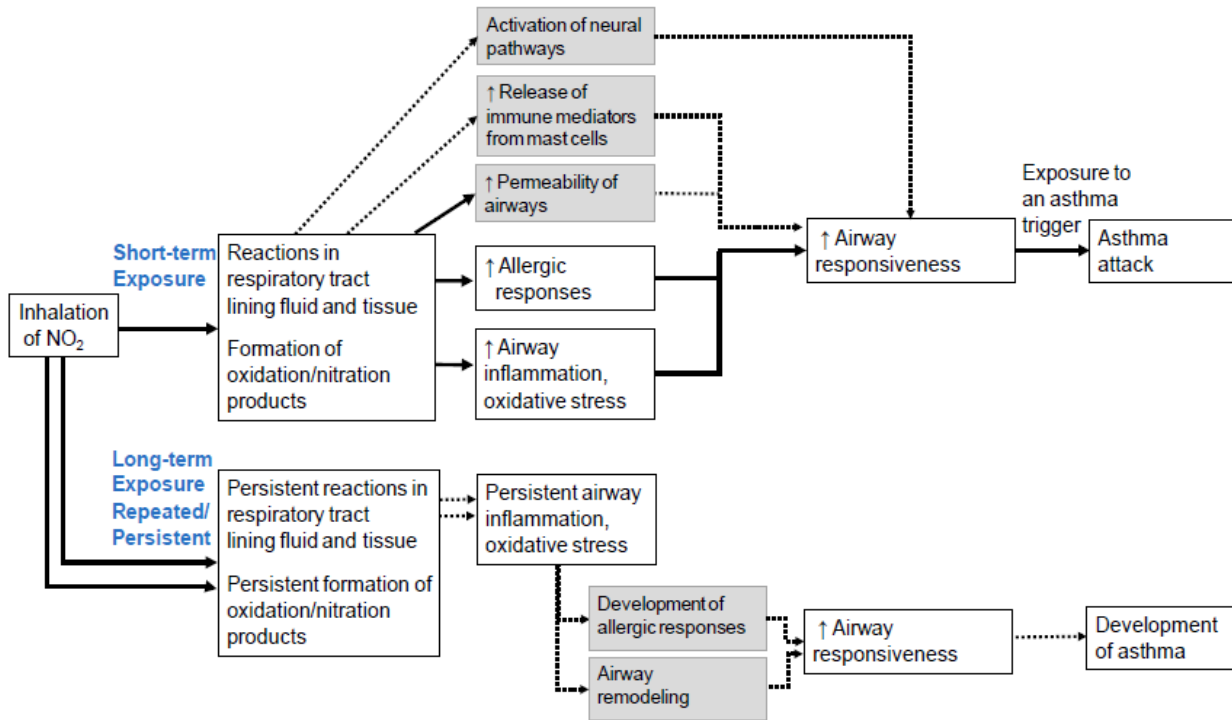 Activation of neural
pathways
↑ Release of
immune mediators
from mast cells
↑ Permeability of
airways
Short-term
Exposure
Reactions in
respiratory tract
lining fluid and tissue
Formation of
oxidation/nitration
products
↑ Allergic
responses
↑ Airway
inflammation,
oxidative stress
↑ Airway
responsiveness
Exposure to
an asthma
trigger
Asthma
attack
Inhalation
of NO₂
Long-term
Exposure
Repeated/
Persistent
Persistent reactions in
respiratory tract
lining fluid and tissue
Persistent formation of
oxidation/nitration
products
Persistent airway
inflammation,
oxidative stress
Development of
allergic responses
Airway
remodeling
↑ Airway
responsiveness
Development
of asthma